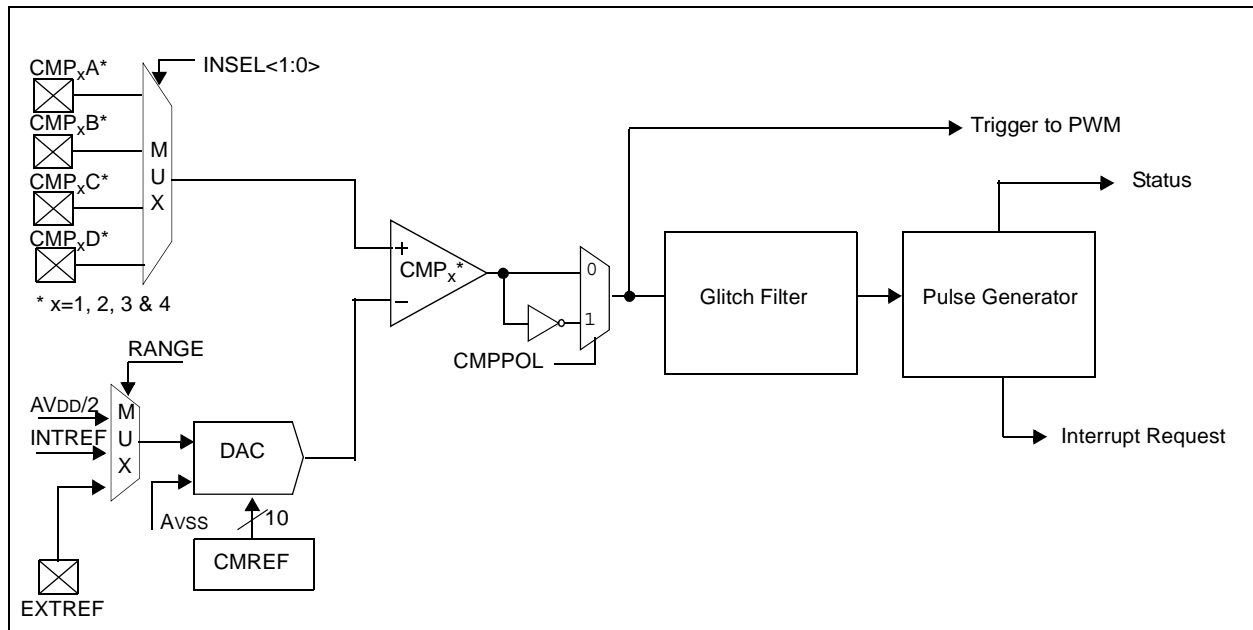 INSEL<1:0>
CMPxA*
CMPxB*
CMPxC*
CMPxD*
M
U
X
* x=1, 2, 3 & 4
RANGE
AVDD/2
INTREF
M
U
X
EXTREF
DAC
AVSS
10
CMREF
+
CMPx*
–
0
1
CMPPOL
Trigger to PWM
Glitch Filter
Pulse Generator
Status
Interrupt Request